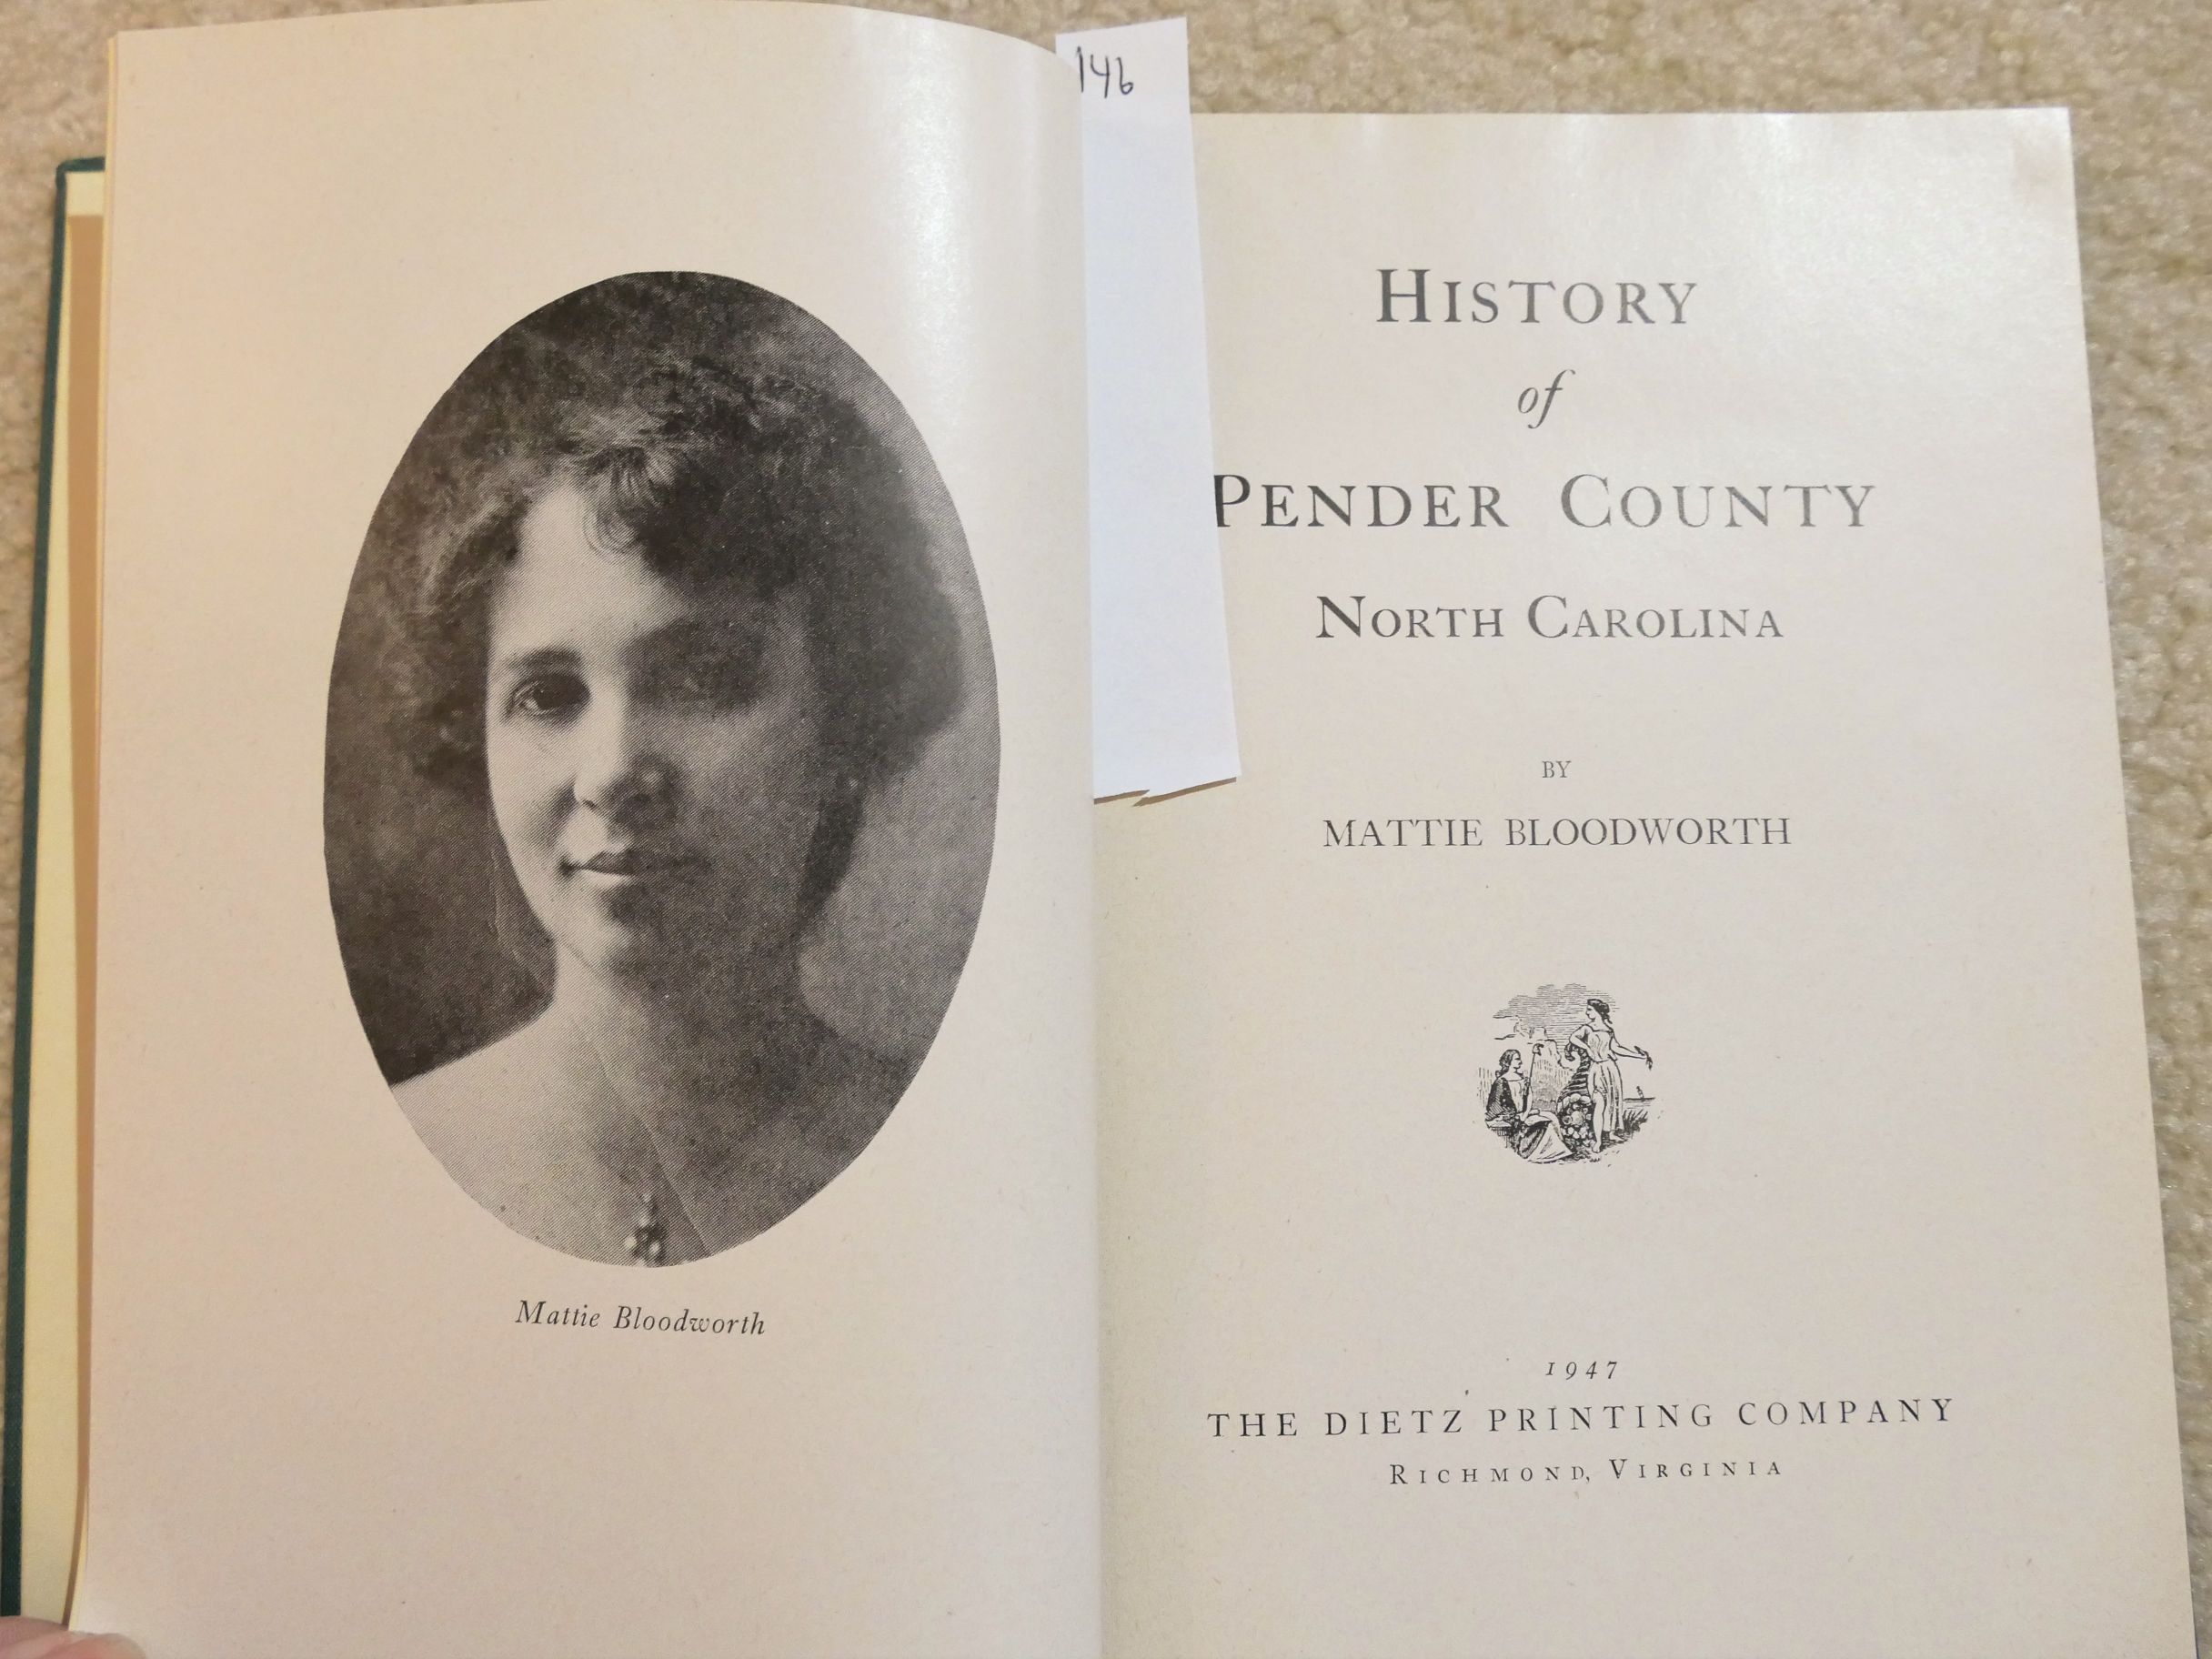 146
Mattie Bloodworth
HISTORY
of
PENDER COUNTY
NORTH CAROLINA
BY
MATTIE BLOODWORTH
1947
THE DIETZ PRINTING COMPANY
RICHMOND, VIRGINIA